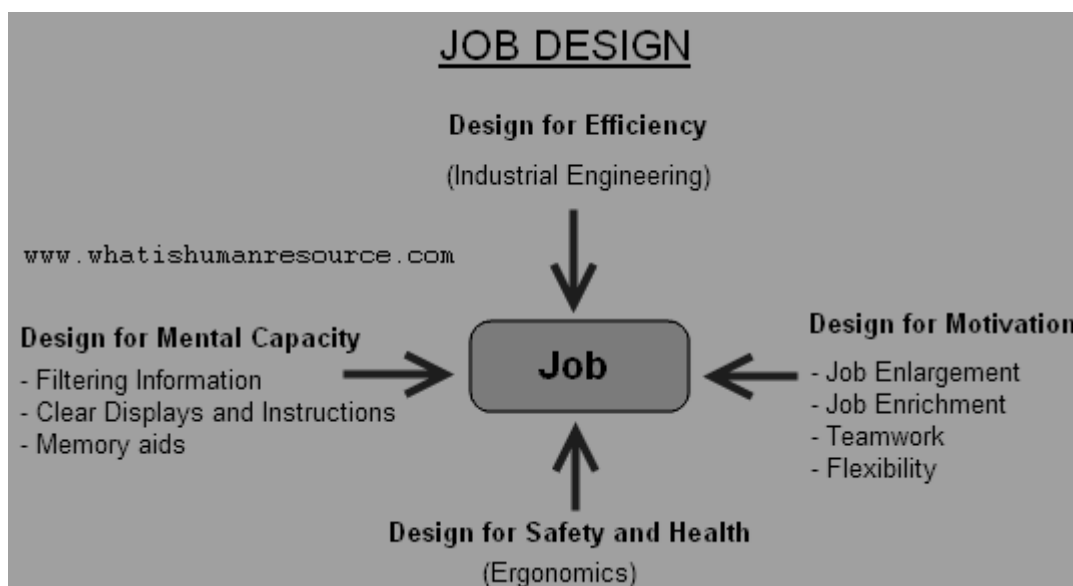 JOB DESIGN
Design for Efficiency
(Industrial Engineering)
www.whatishumanresource.com
Design for Mental Capacity
- Filtering Information
- Clear Displays and Instructions
- Memory aids
Job
Design for Motivation
- Job Enlargement
- Job Enrichment
- Teamwork
- Flexibility
Design for Safety and Health
(Ergonomics)